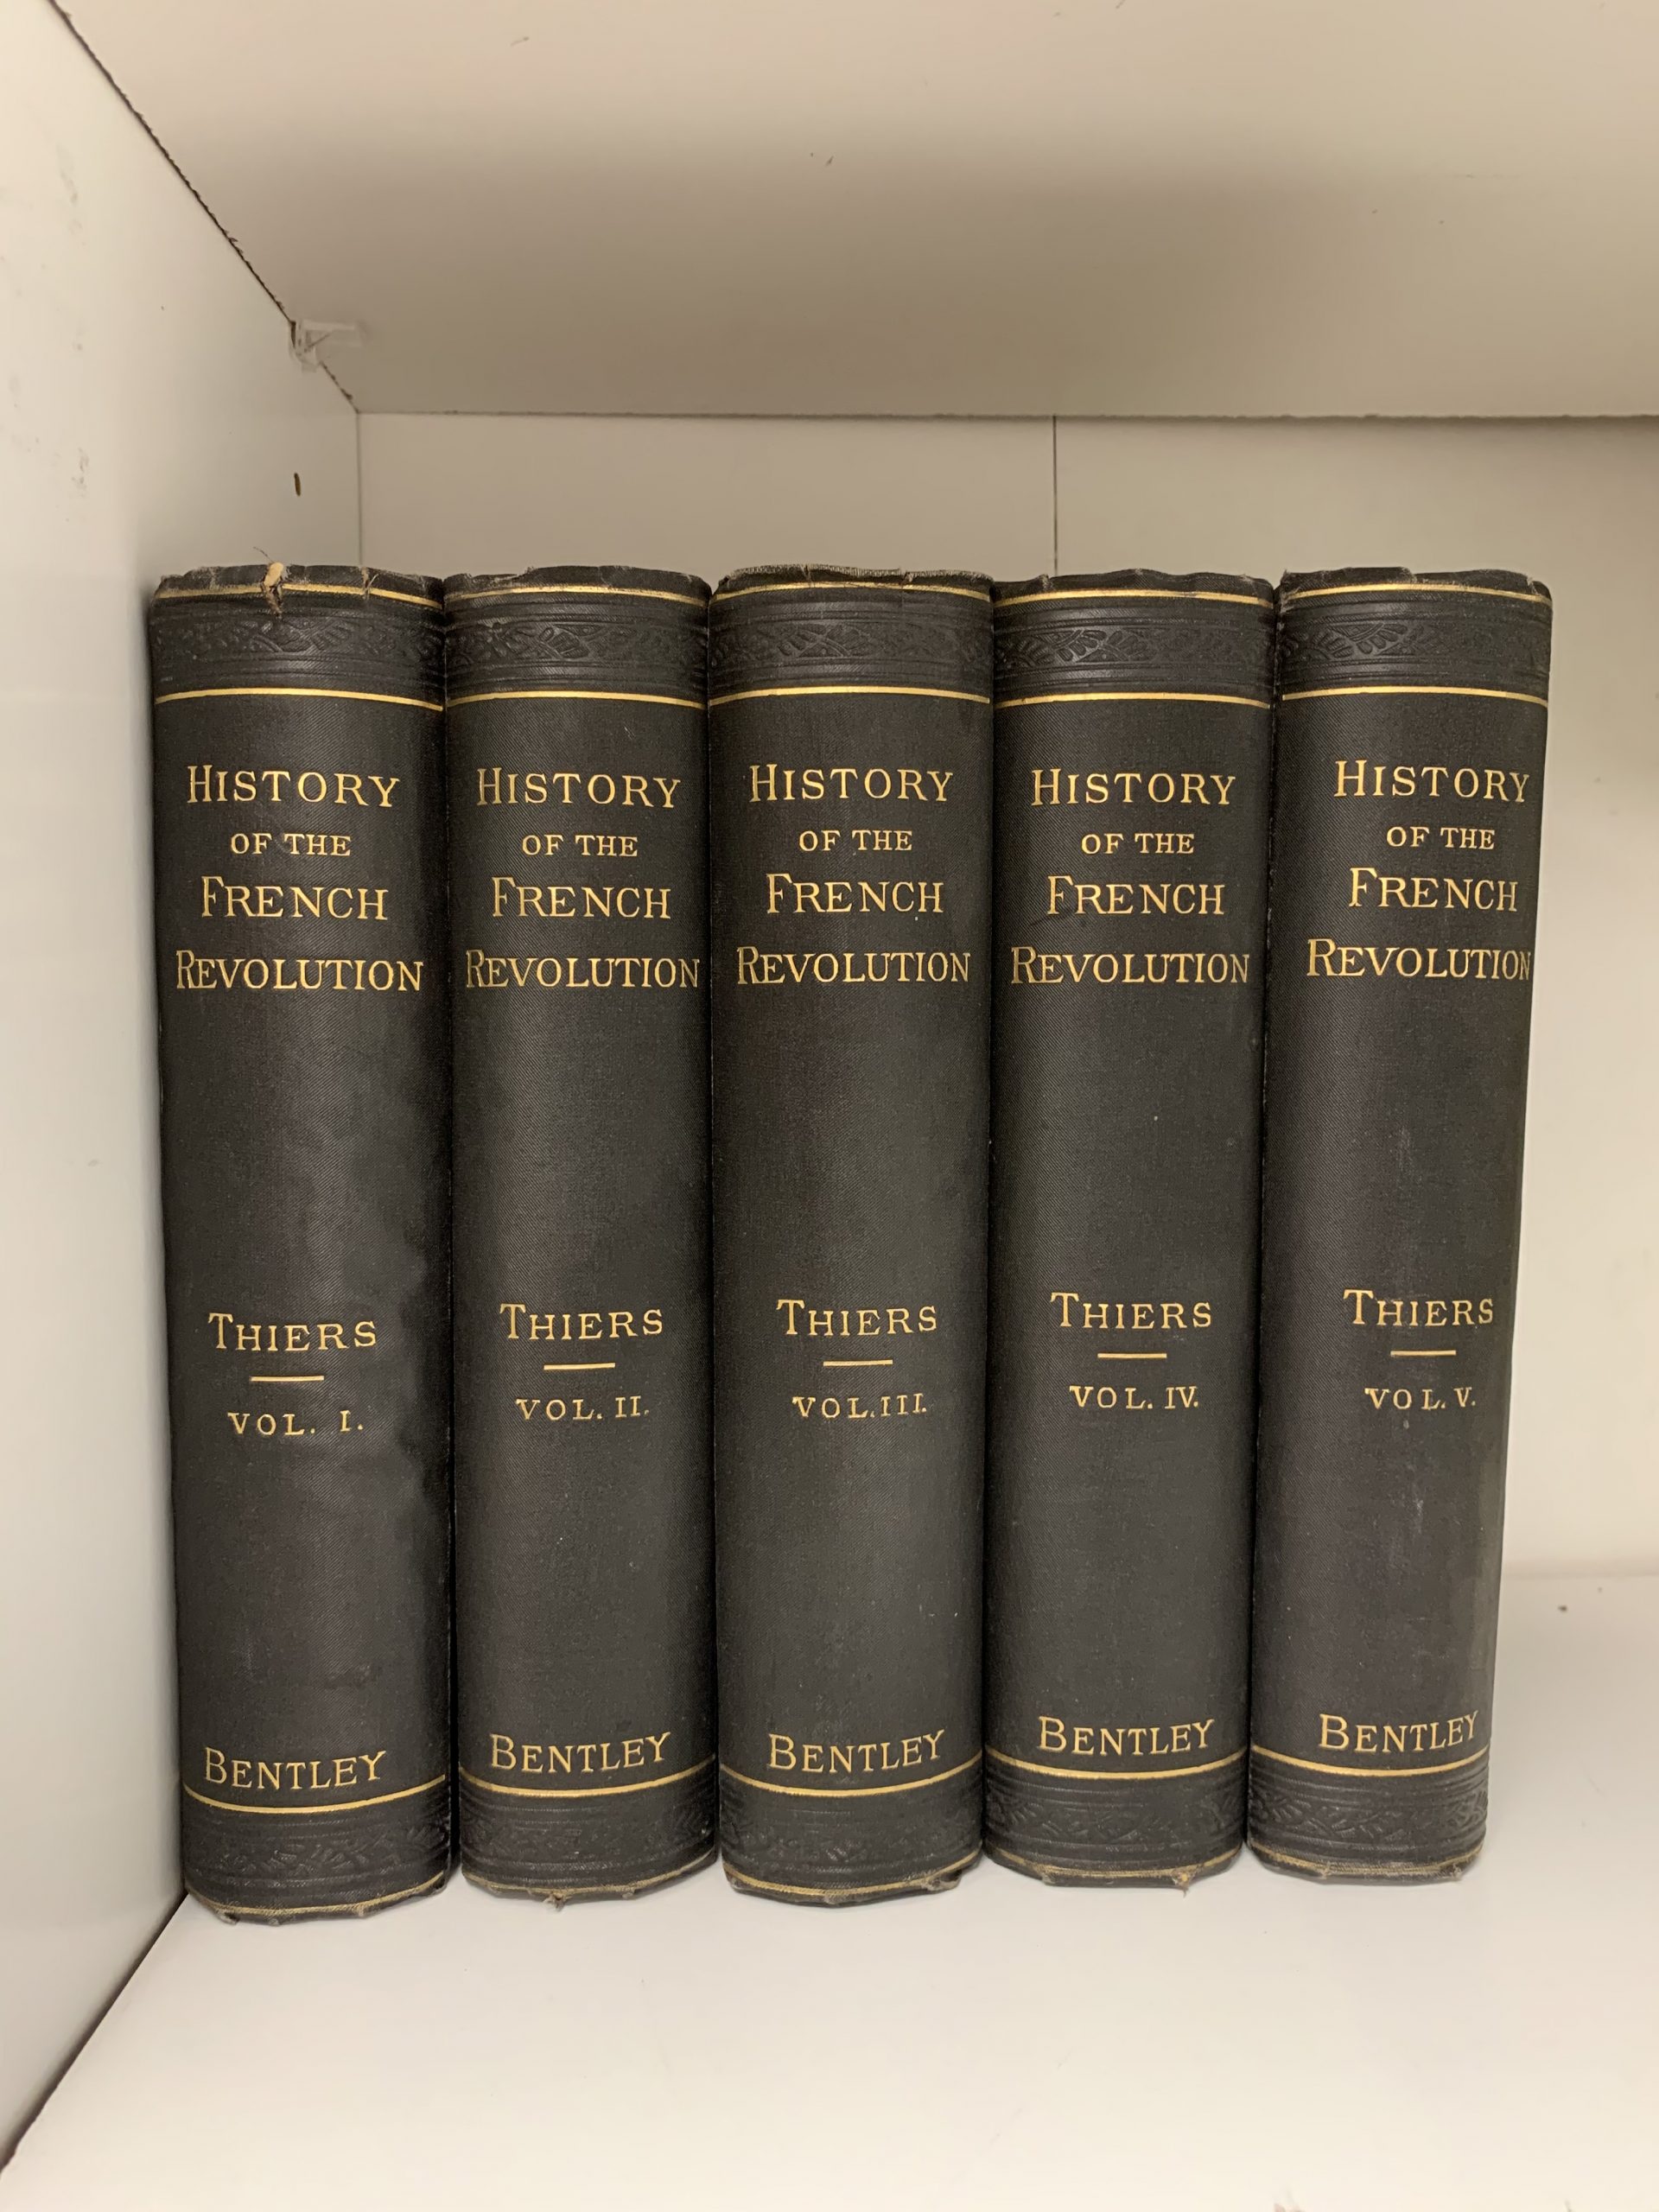 HISTORY
OF THE
FRENCH
REVOLUTION
THIERS
VOL. I.
BENTLEY
HISTORY
OF THE
FRENCH
REVOLUTION
THIERS
VOL. II.
BENTLEY
HISTORY
OF THE
FRENCH
REVOLUTION
THIERS
VOL. III.
BENTLEY
HISTORY
OF THE
FRENCH
REVOLUTION
THIERS
VOL. IV.
BENTLEY
HISTORY
OF THE
FRENCH
REVOLUTION
THIERS
VOL. V.
BENTLEY